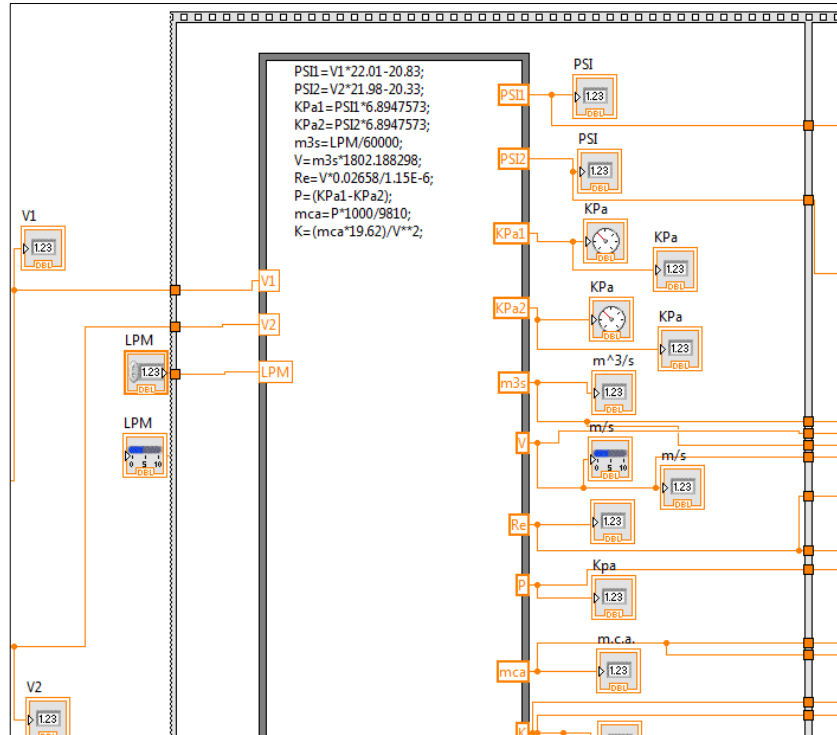 PSI1=V1*22.01-20.83;
PSI2=V2*21.98-20.33;
KPa1=PSI1*6.8947573;
KPa2=PSI2*6.8947573;
m3s=LPM/60000;
V=m3s*1802.188298;
Re=V*0.02658/1.15E-6;
P=(KPa1-KPa2);
mca=P*1000/9810;
K=(mca*19.62)/V**2;
V1
1.23
DBL
V1
V2
LPM
LPM
1.23
DBL
LPM
0 5 10
DBL
V2
1.23
PSI1
PSI
1.23
DBL
PSI2
PSI
1.23
DBL
KPa1
KPa
DBL
KPa
1.23
DBL
KPa2
KPa
DBL
KPa
1.23
DBL
m3s
m^3/s
1.23
DBL
V
m/s
0 5 10
DBL
m/s
1.23
DBL
Re
1.23
DBL
P
Kpa
1.23
DBL
mca
m.c.a.
1.23
DBL
K